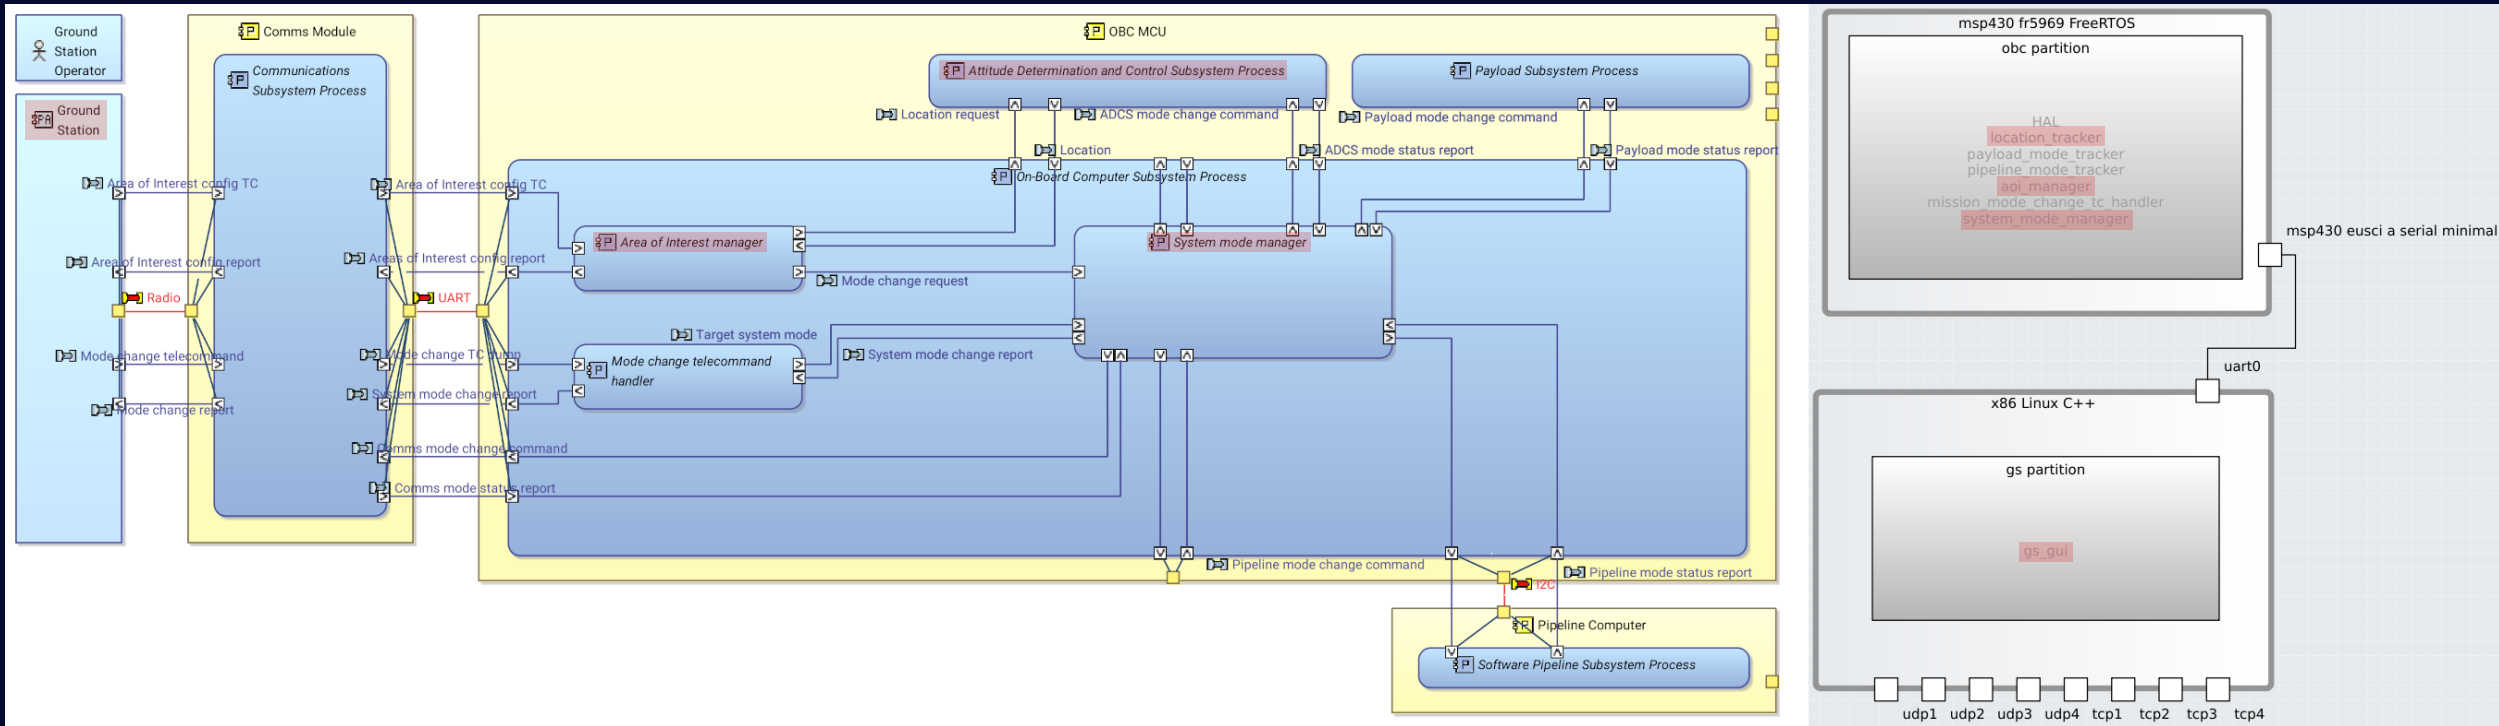 Ground
Station
Operator
Ground
Station
Comms Module
Communications
Subsystem Process
OBC MCU
Attitude Determination and Control Subsystem Process
Payload Subsystem Process
Location request
ADCS mode change command
Payload mode change command
Location
ADCS mode status report
Payload mode status report
On-Board Computer Subsystem Process
Area of Interest config TC
Area of Interest config TC
Area of Interest manager
System mode manager
Area of Interest config report
Areas of Interest config report
Mode change request
Radio
UART
Target system mode
Mode change telecommand
Mode change TC pump
System mode change report
Mode change telecommand
handler
System mode change report
Mode change report
Comms mode change command
Comms mode status report
Pipeline mode change command
Pipeline mode status report
I2C
Pipeline Computer
Software Pipeline Subsystem Process
msp430 fr5969 FreeRTOS
obc partition
HAL
location_tracker
payload_mode_tracker
pipeline_mode_tracker
aoi_manager
mission_mode_change_tc_handler
system_mode_manager
msp430 eusci a serial minimal
uart0
x86 Linux C++
gs partition
gs_gui
udp1 udp2 udp3 udp4 tcp1 tcp2 tcp3 tcp4